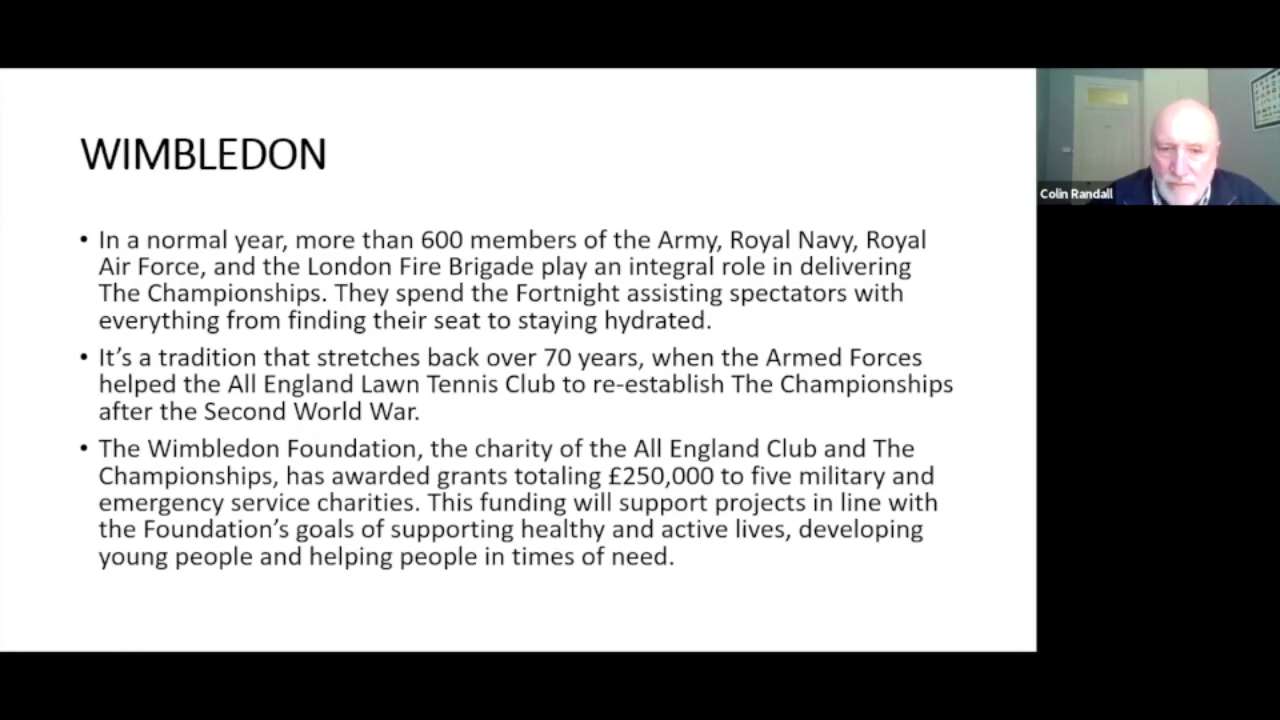 WIMBLEDON
• In a normal year, more than 600 members of the Army, Royal Navy, Royal
Air Force, and the London Fire Brigade play an integral role in delivering
The Championships. They spend the Fortnight assisting spectators with
everything from finding their seat to staying hydrated.
• It’s a tradition that stretches back over 70 years, when the Armed Forces
helped the All England Lawn Tennis Club to re-establish The Championships
after the Second World War.
• The Wimbledon Foundation, the charity of the All England Club and The
Championships, has awarded grants totaling £250,000 to five military and
emergency service charities. This funding will support projects in line with
the Foundation’s goals of supporting healthy and active lives, developing
young people and helping people in times of need.
Colin Randall